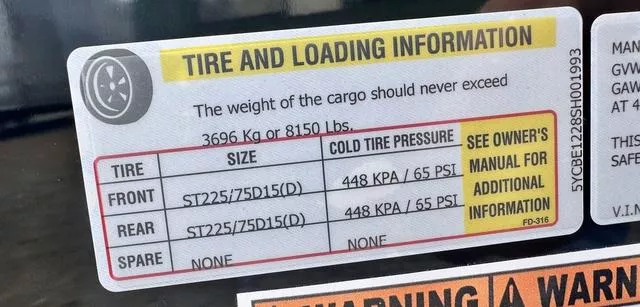 TIRE AND LOADING INFORMATION
The weight of the cargo should never exceed
3696 Kg or 8150 Lbs.
TIRE SIZE COLD TIRE PRESSURE SEE OWNER'S MANUAL FOR ADDITIONAL INFORMATION
FRONT ST225/75D15(D) 448 KPA / 65 PSI
REAR ST225/75D15(D) 448 KPA / 65 PSI
SPARE NONE NONE
FD-316
5YCBE1228SH001993
MAN
GVW
GAW
AT 4
THIS
SAFE
V.I.N
WARNING
WARN